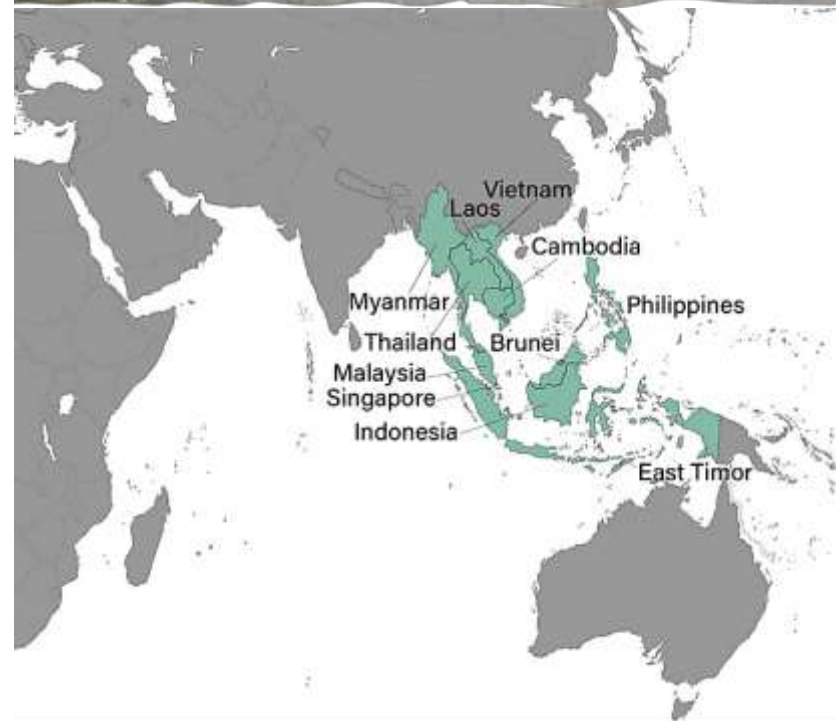 Vietnam
Laos
Cambodia
Myanmar
Philippines
Thailand
Brunei
Malaysia
Singapore
Indonesia
East Timor